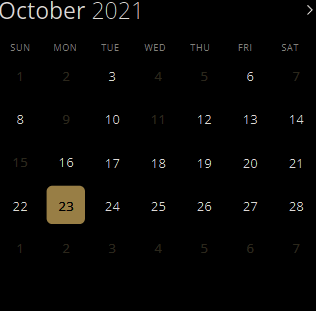 October 2021
SUN MON TUE WED THU FRI SAT
1 2 3 4 5 6 7
8 9 10 11 12 13 14
15 16 17 18 19 20 21
22 23 24 25 26 27 28
1 2 3 4 5 6 7